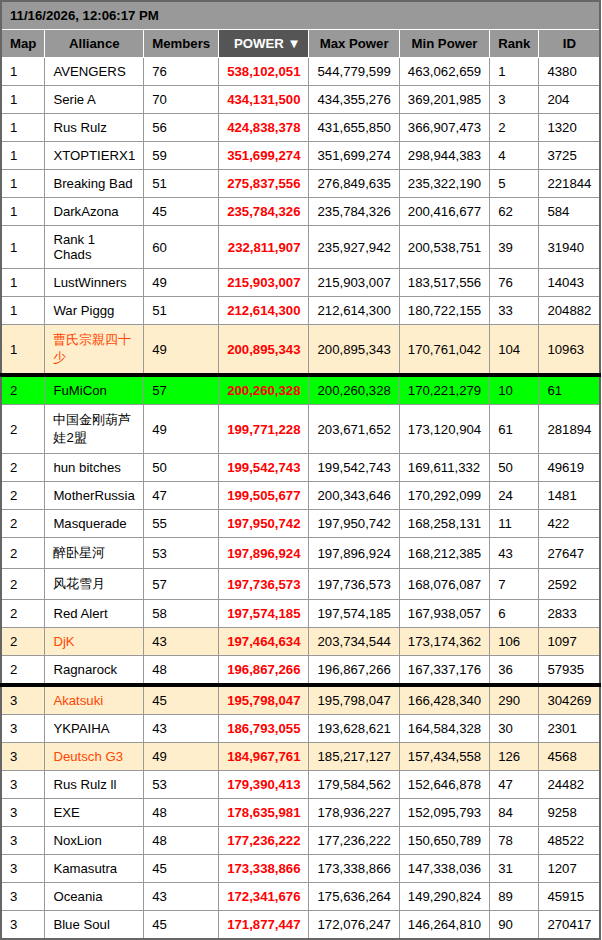 11/16/2026, 12:06:17 PM
Map Alliance Members POWER ▼ Max Power Min Power Rank ID
1 AVENGERS 76 538,102,051 544,779,599 463,062,659 1 4380
1 Serie A 70 434,131,500 434,355,276 369,201,985 3 204
1 Rus Rulz 56 424,838,378 431,655,850 366,907,473 2 1320
1 XTOPTIERX1 59 351,699,274 351,699,274 298,944,383 4 3725
1 Breaking Bad 51 275,837,556 276,849,635 235,322,190 5 221844
1 DarkAzona 45 235,784,326 235,784,326 200,416,677 62 584
1 Rank 1 Chads 60 232,811,907 235,927,942 200,538,751 39 31940
1 LustWinners 49 215,903,007 215,903,007 183,517,556 76 14043
1 War Piggg 51 212,614,300 212,614,300 180,722,155 33 204882
1 曹氏宗親四十少 49 200,895,343 200,895,343 170,761,042 104 10963
2 FuMiCon 57 200,260,328 200,260,328 170,221,279 10 61
2 中国金刚葫芦娃2盟 49 199,771,228 203,671,652 173,120,904 61 281894
2 hun bitches 50 199,542,743 199,542,743 169,611,332 50 49619
2 MotherRussia 47 199,505,677 200,343,646 170,292,099 24 1481
2 Masquerade 55 197,950,742 197,950,742 168,258,131 11 422
2 醉卧星河 53 197,896,924 197,896,924 168,212,385 43 27647
2 风花雪月 57 197,736,573 197,736,573 168,076,087 7 2592
2 Red Alert 58 197,574,185 197,574,185 167,938,057 6 2833
2 DjK 43 197,464,634 203,734,544 173,174,362 106 1097
2 Ragnarock 48 196,867,266 196,867,266 167,337,176 36 57935
3 Akatsuki 45 195,798,047 195,798,047 166,428,340 290 304269
3 YKPAIHA 43 186,793,055 193,628,621 164,584,328 30 2301
3 Deutsch G3 49 184,967,761 185,217,127 157,434,558 126 4568
3 Rus Rulz ll 53 179,390,413 179,584,562 152,646,878 47 24482
3 EXE 48 178,635,981 178,936,227 152,095,793 84 9258
3 NoxLion 48 177,236,222 177,236,222 150,650,789 78 48522
3 Kamasutra 45 173,338,866 173,338,866 147,338,036 31 1207
3 Oceania 43 172,341,676 175,636,264 149,290,824 89 45915
3 Blue Soul 45 171,877,447 172,076,247 146,264,810 90 270417